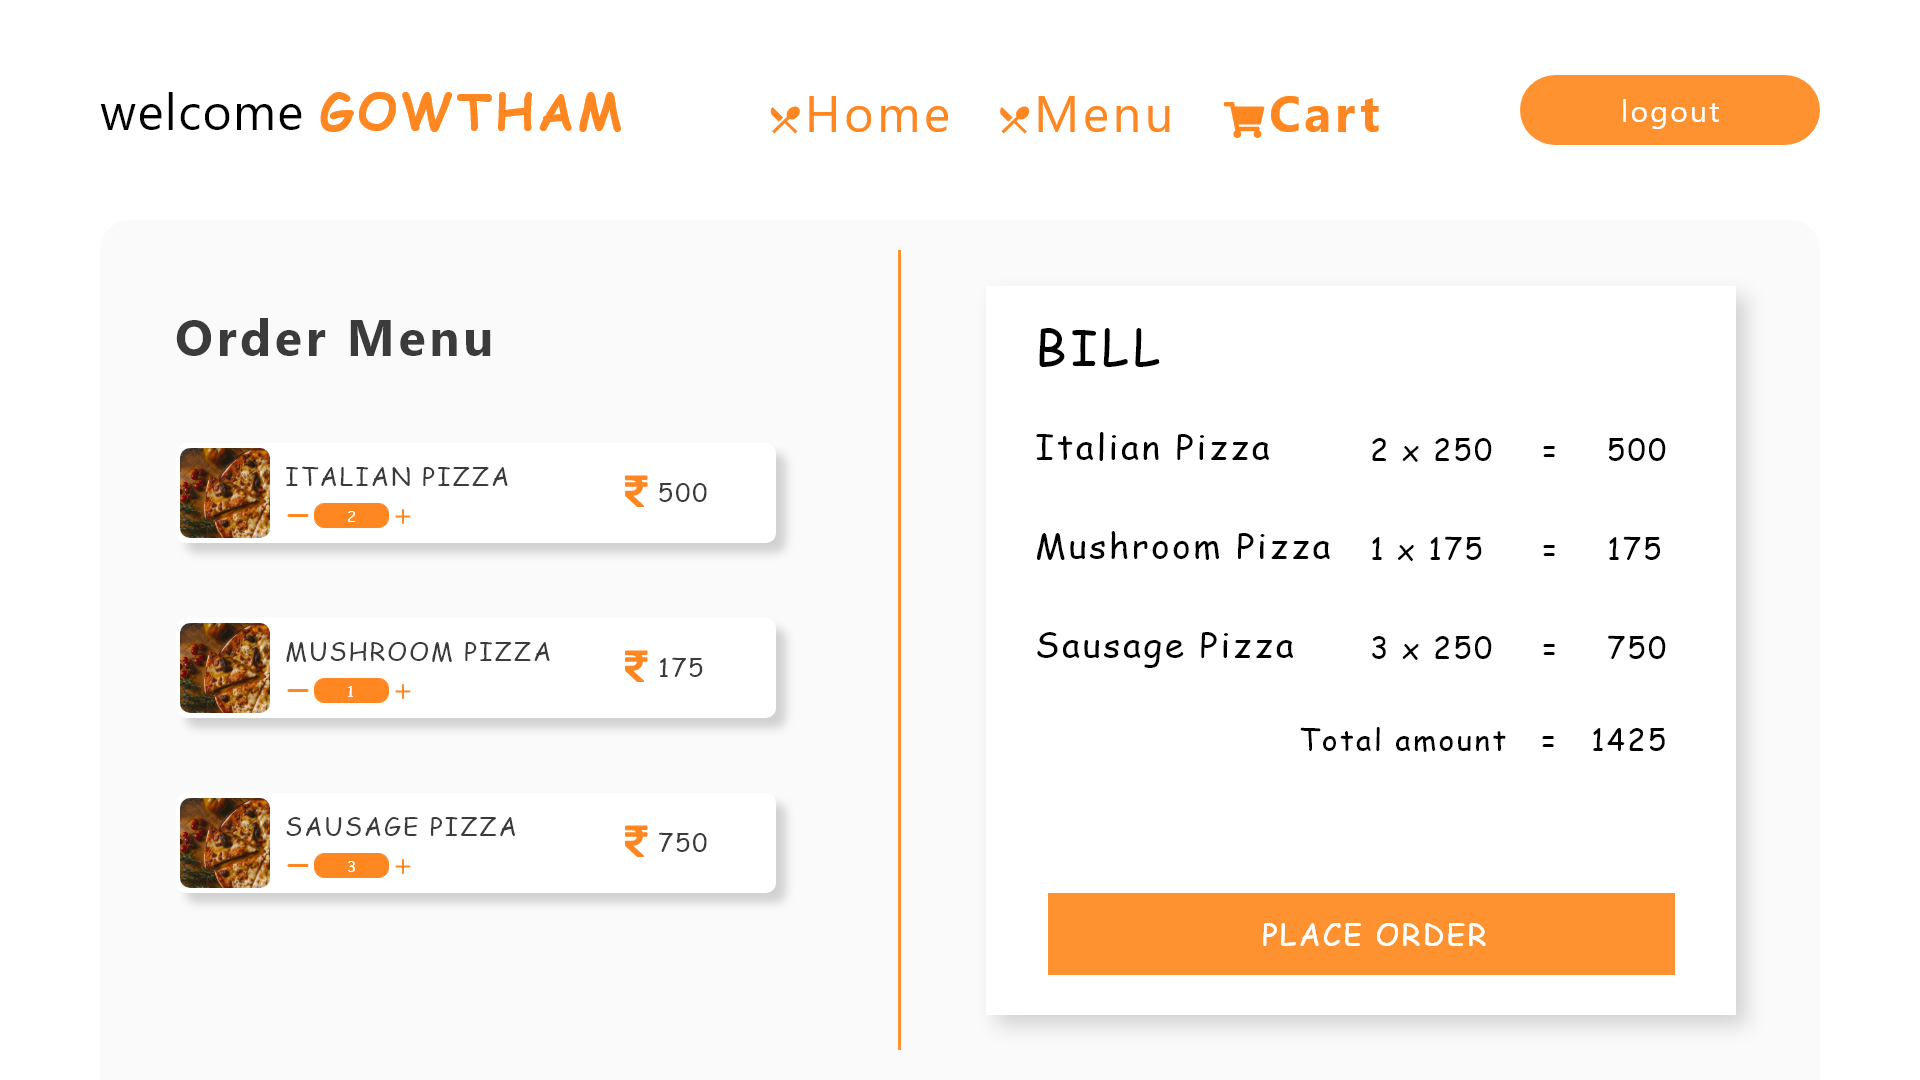 welcome GOWTHAM Home Menu Cart logout
Order Menu
ITALIAN PIZZA
− 2 +
₹ 500
MUSHROOM PIZZA
− 1 +
₹ 175
SAUSAGE PIZZA
− 3 +
₹ 750
BILL
Italian Pizza 2 x 250 = 500
Mushroom Pizza 1 x 175 = 175
Sausage Pizza 3 x 250 = 750
Total amount = 1425
PLACE ORDER